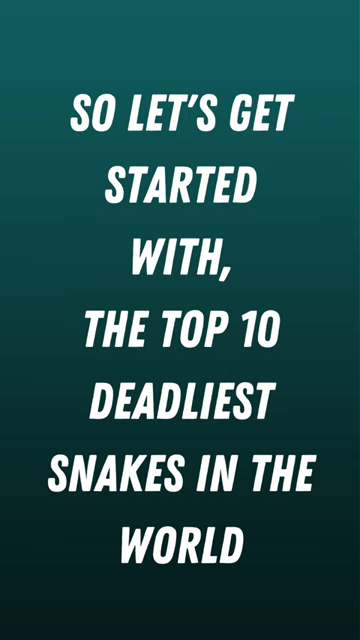 SO LET'S GET
STARTED
WITH,
THE TOP 10
DEADLIEST
SNAKES IN THE
WORLD